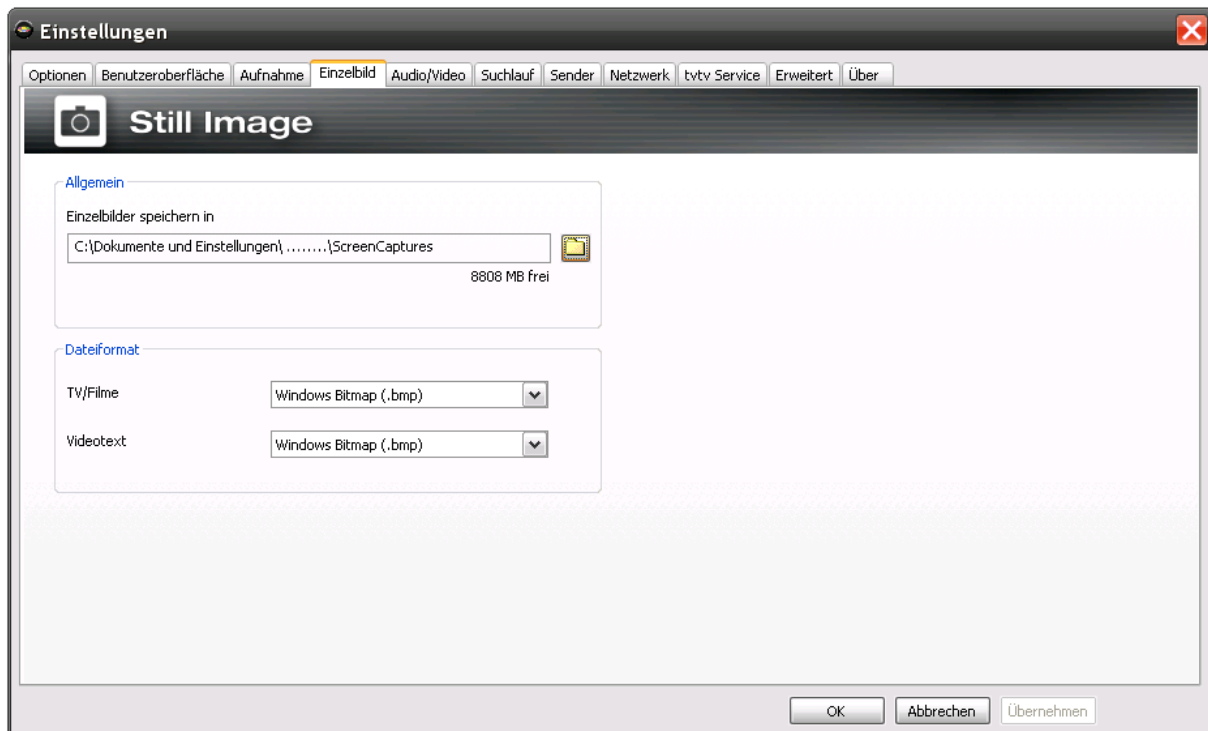 Einstellungen
Optionen Benutzeroberfläche Aufnahme Einzelbild Audio/Video Suchlauf Sender Netzwerk tvtv Service Erweitert Über
Still Image
Allgemein
Einzelbilder speichern in
C:\Dokumente und Einstellungen\ ........\ScreenCaptures
8808 MB frei
Dateiformat
TV/Filme Windows Bitmap (.bmp)
Videotext Windows Bitmap (.bmp)
OK Abbrechen Übernehmen